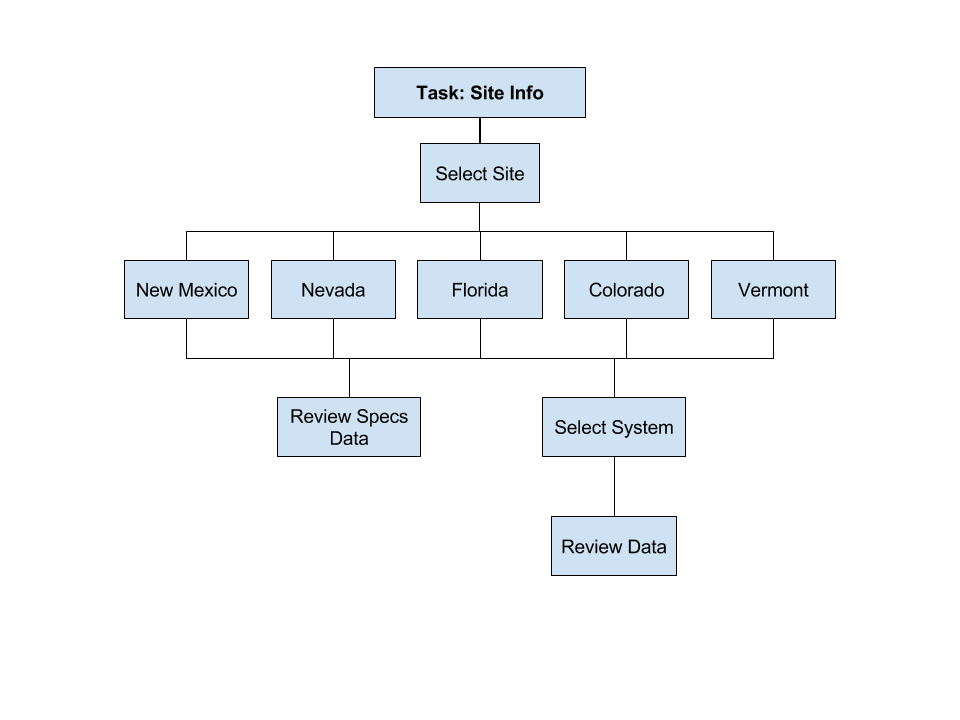 Task: Site Info
Select Site
New Mexico
Nevada
Florida
Colorado
Vermont
Review Specs
Data
Select System
Review Data